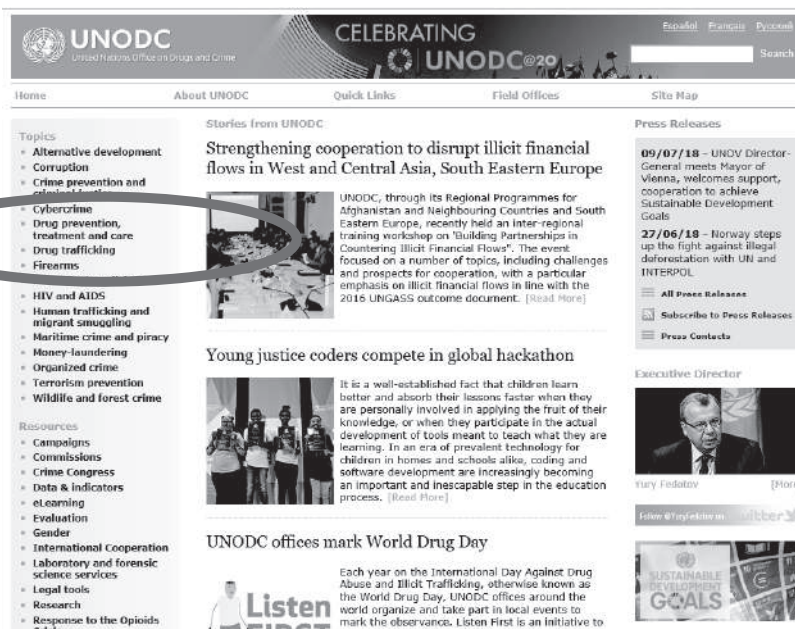 UNODC
United Nations Office on Drugs and Crime
CELEBRATING
UNODC@20
Español Français Русский
Search
Home About UNODC Quick Links Field Offices Site Map
Topics
Alternative development
Corruption
Crime prevention and
criminal justice
Cybercrime
Drug prevention,
treatment and care
Drug trafficking
Firearms
HIV and AIDS
Human trafficking and
migrant smuggling
Maritime crime and piracy
Money-laundering
Organized crime
Terrorism prevention
Wildlife and forest crime
Resources
Campaigns
Commissions
Crime Congress
Data & indicators
eLearning
Evaluation
Gender
International Cooperation
Laboratory and forensic
science services
Legal tools
Research
Response to the Opioids
Stories from UNODC
Strengthening cooperation to disrupt illicit financial
flows in West and Central Asia, South Eastern Europe
UNODC, through its Regional Programmes for
Afghanistan and Neighbouring Countries and South
Eastern Europe, recently held an inter-regional
training workshop on 'Building Partnerships in
Countering Illicit Financial Flows". The event
focused on a number of topics, including challenges
and prospects for cooperation, with a particular
emphasis on illicit financial flows in line with the
2016 UNGASS outcome document. [Read More]
Young justice coders compete in global hackathon
It is a well-established fact that children learn
better and absorb their lessons faster when they
are personally involved in applying the fruit of their
knowledge, or when they participate in the actual
development of tools meant to teach what they are
learning. In an era of prevalent technology for
children in homes and schools alike, coding and
software development are increasingly becoming
an important and inescapable step in the education
process. [Read More]
UNODC offices mark World Drug Day
Listen
FIRST
Each year on the International Day Against Drug
Abuse and Illicit Trafficking, otherwise known as
the World Drug Day, UNODC offices around the
world organize and take part in local events to
mark the observance. Listen First is an initiative to
Press Releases
09/07/18 – UNOV Director-
General meets Mayor of
Vienna, welcomes support,
cooperation to achieve
Sustainable Development
Goals
27/06/18 – Norway steps
up the fight against illegal
deforestation with UN and
INTERPOL
All Press Releases
Subscribe to Press Releases
Press Contacts
Executive Director
Yury Fedotov [More
Follow @YuryFedotov on twitter
SUSTAINABLE
DEVELOPMENT
GOALS